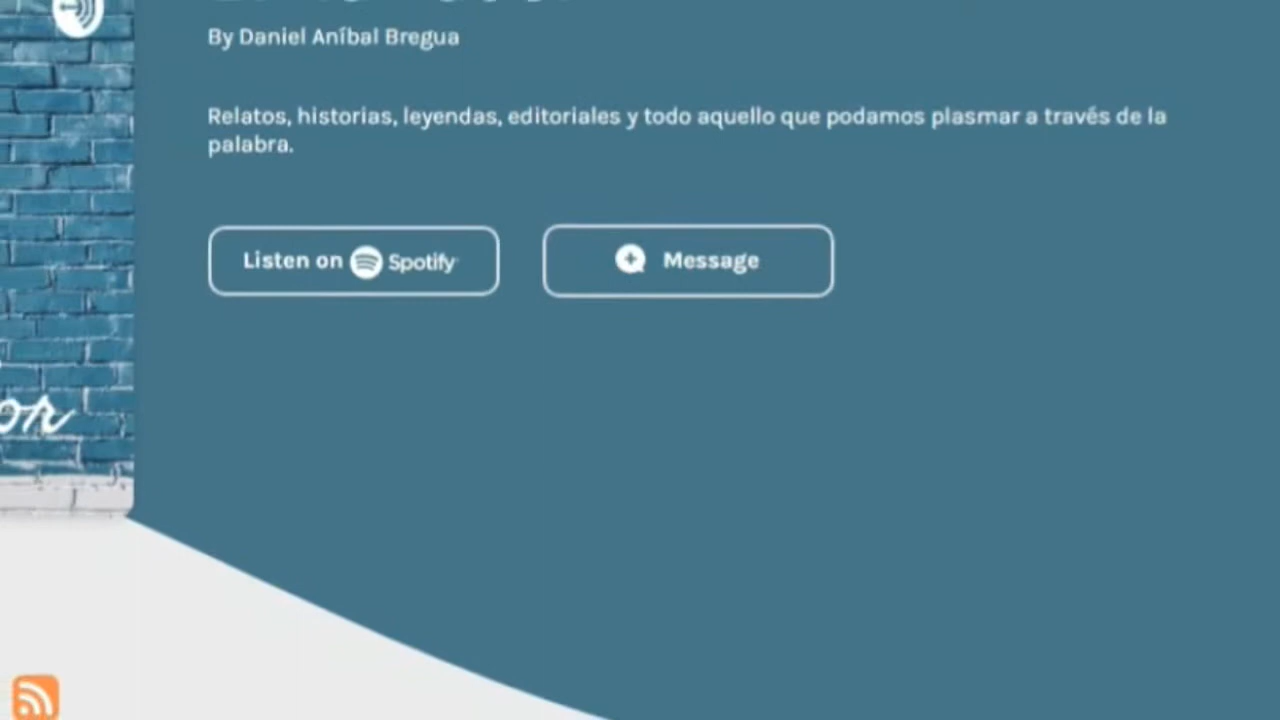 By Daniel Aníbal Bregua
Relatos, historias, leyendas, editoriales y todo aquello que podamos plasmar a través de la
palabra.
Listen on Spotify
Message